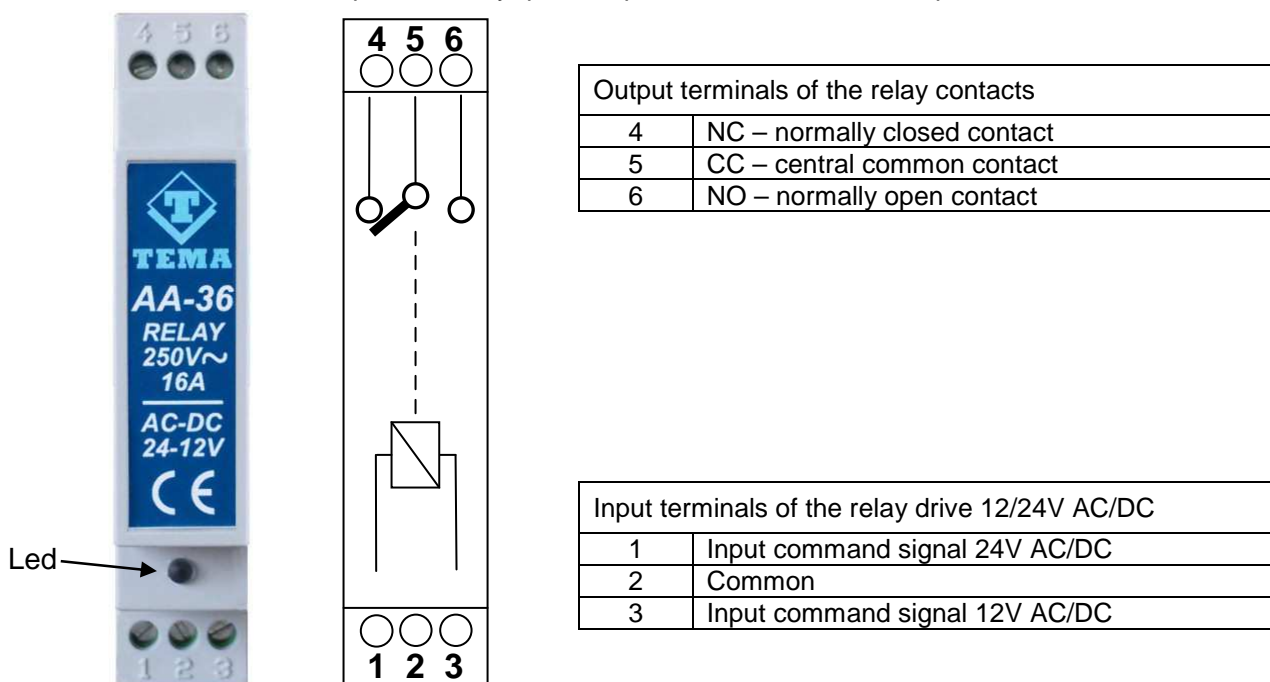 4 5 6
4 5 6
Output terminals of the relay contacts
4 NC – normally closed contact
5 CC – central common contact
6 NO – normally open contact
T
TEMA
AA-36
RELAY
250V~
16A
AC-DC
24-12V
CE
Led
Input terminals of the relay drive 12/24V AC/DC
1 Input command signal 24V AC/DC
2 Common
3 Input command signal 12V AC/DC
1 2 3
1 2 3